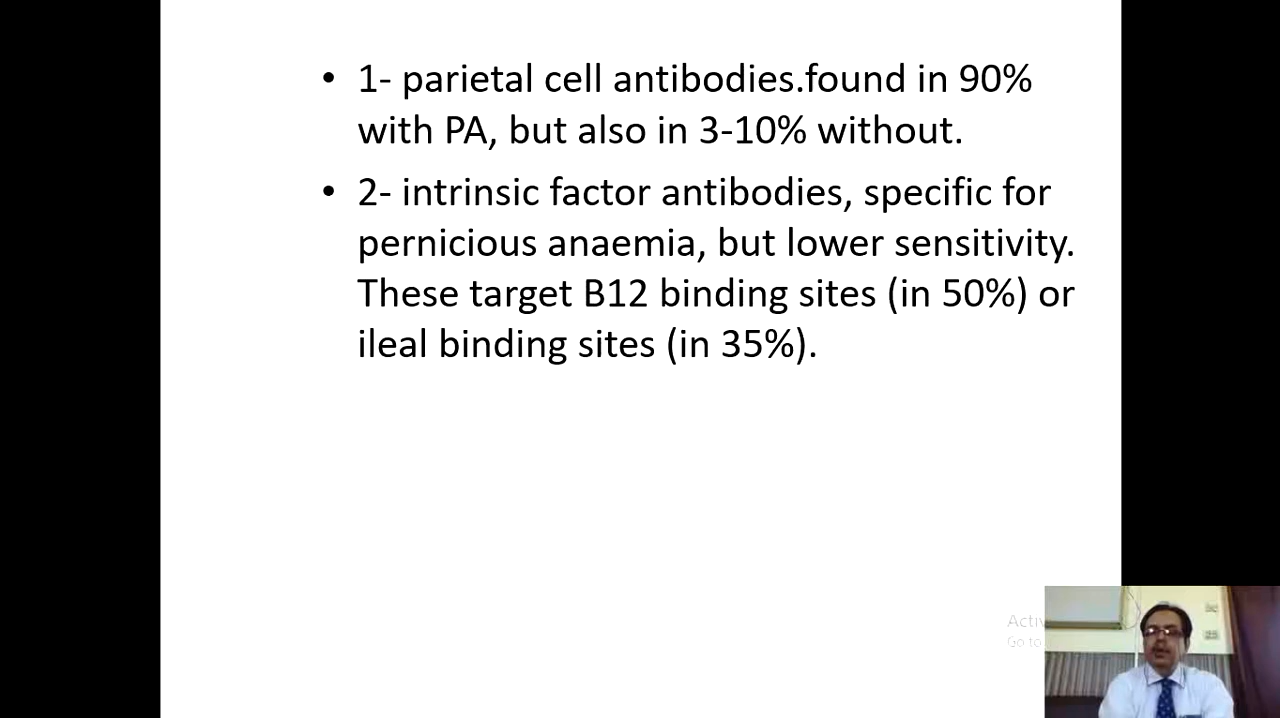 • 1- parietal cell antibodies.found in 90%
with PA, but also in 3-10% without.
• 2- intrinsic factor antibodies, specific for
pernicious anaemia, but lower sensitivity.
These target B12 binding sites (in 50%) or
ileal binding sites (in 35%).
Go to